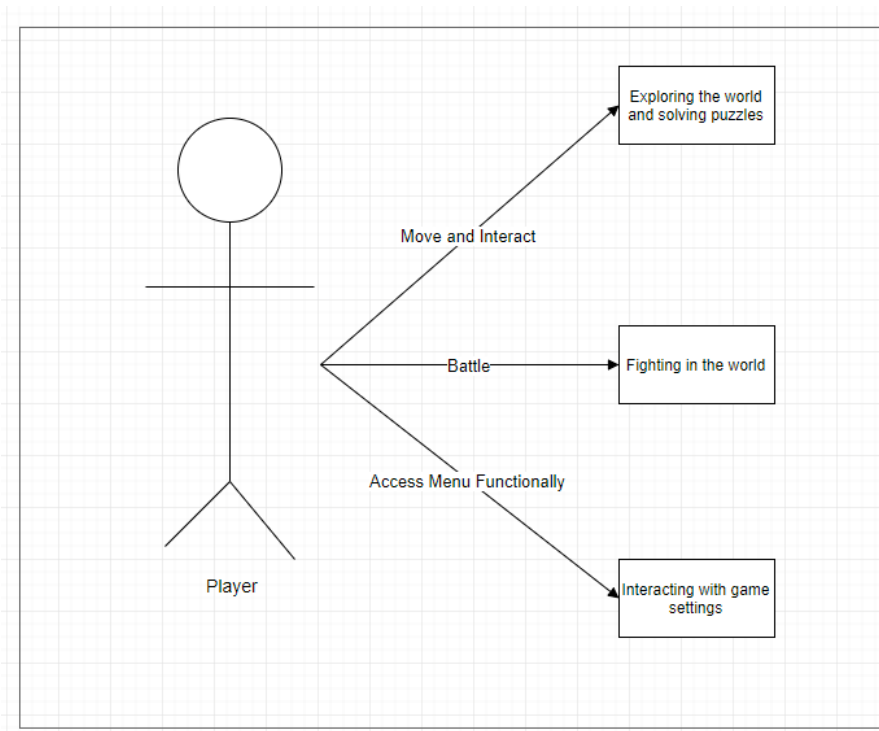 Exploring the world
and solving puzzles
Move and Interact
Battle
Fighting in the world
Access Menu Functionally
Player
Interacting with game
settings